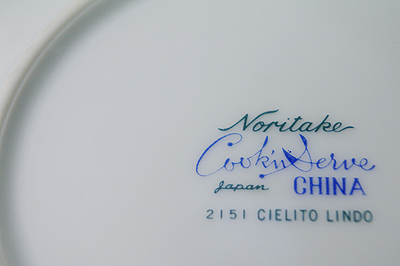 Noritake
Cook'n Serve
Japan CHINA
2151 CIELITO LINDO